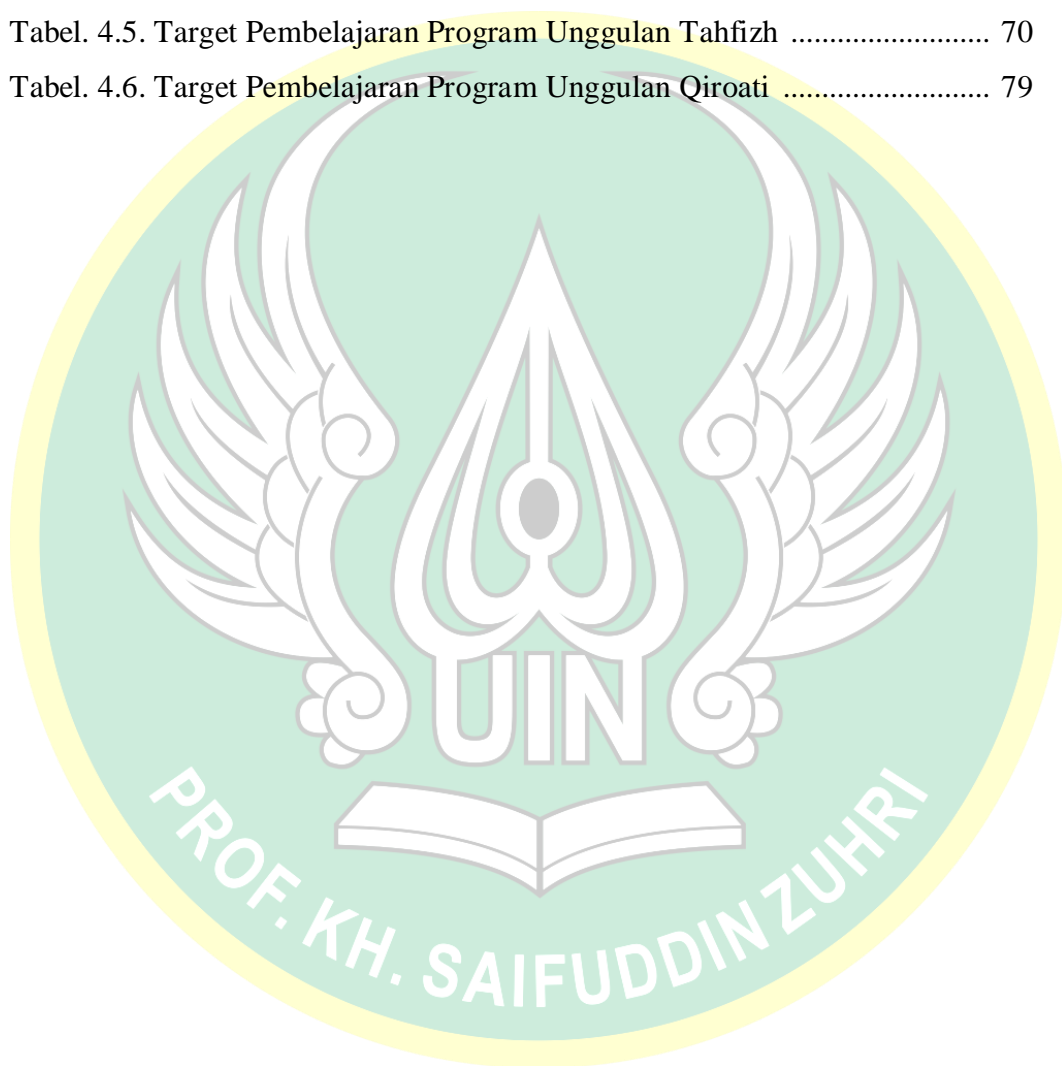 Tabel. 4.5. Target Pembelajaran Program Unggulan Tahfizh .......................... 70
Tabel. 4.6. Target Pembelajaran Program Unggulan Qiroati ........................... 79
UIN
PROF. KH. SAIFUDDIN ZUHRI